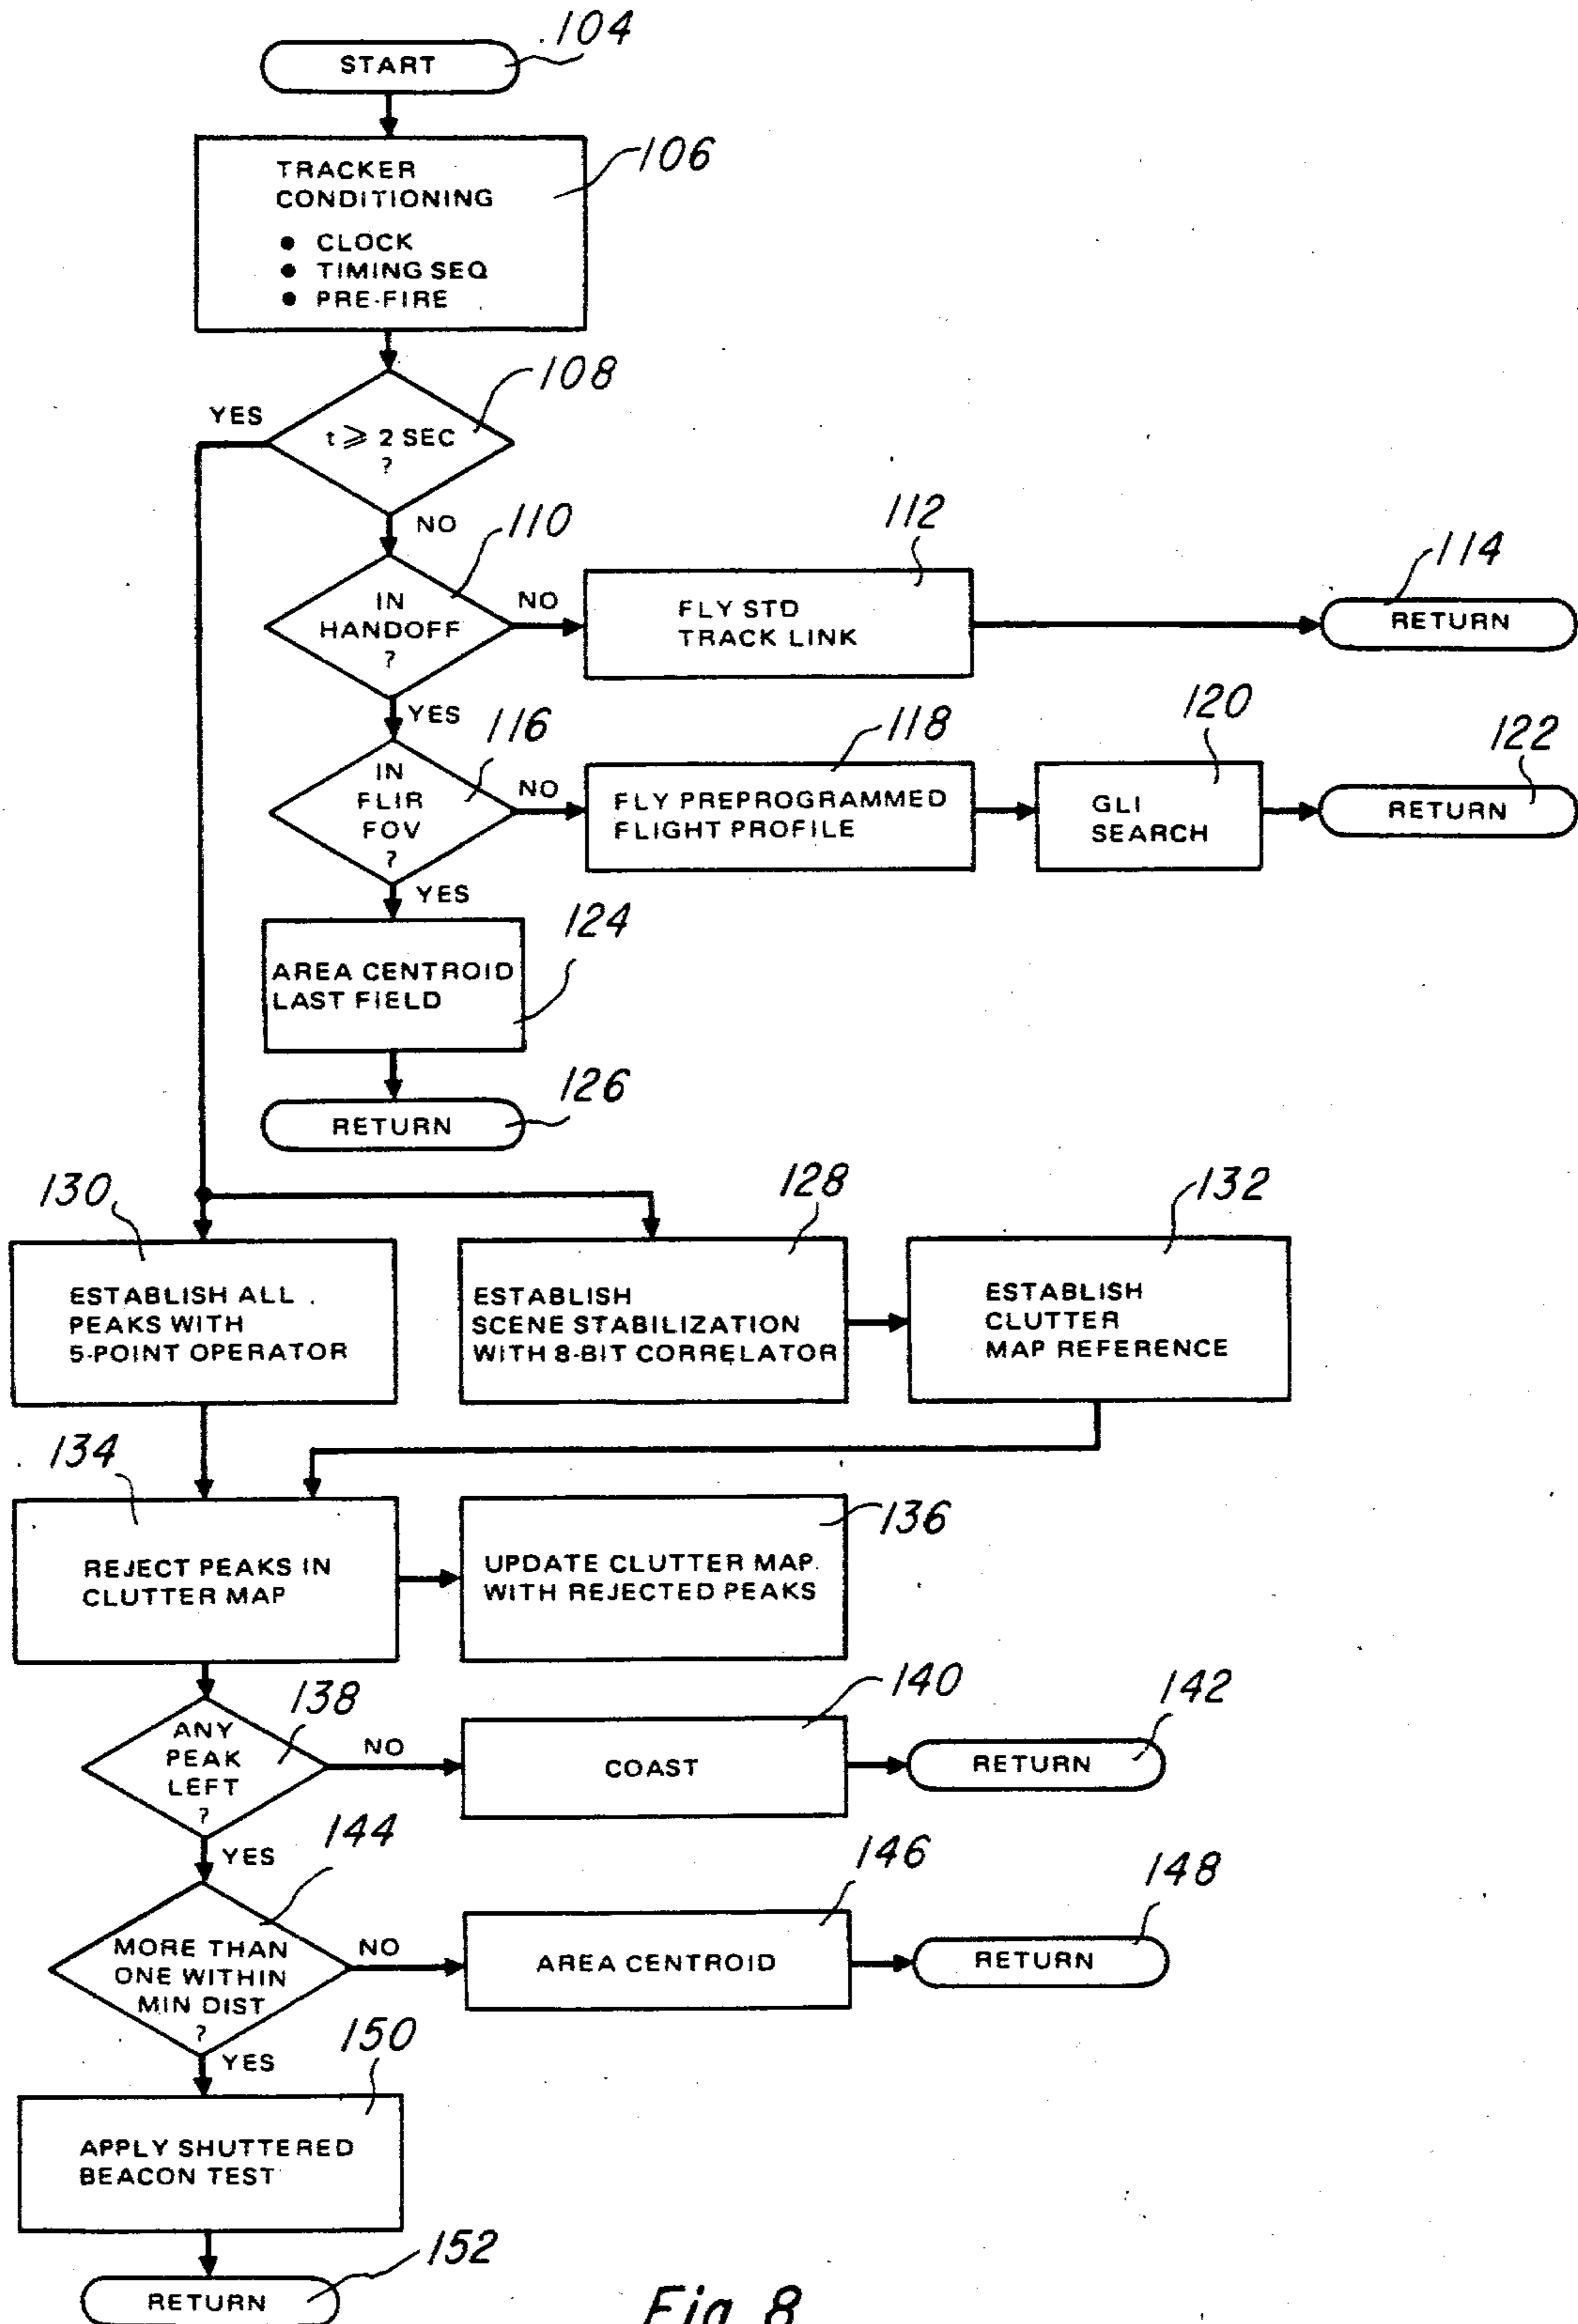 104
START
106
TRACKER
CONDITIONING
• CLOCK
• TIMING SEQ
• PRE-FIRE
108
YES
t ⩾ 2 SEC
?
NO
110
IN
HANDOFF
?
NO
112
FLY STD
TRACK LINK
114
RETURN
YES
116
IN
FLIR
FOV
?
NO
118
FLY PREPROGRAMMED
FLIGHT PROFILE
120
GLI
SEARCH
122
RETURN
YES
124
AREA CENTROID
LAST FIELD
126
RETURN
130
ESTABLISH ALL
PEAKS WITH
5-POINT OPERATOR
128
ESTABLISH
SCENE STABILIZATION
WITH 8-BIT CORRELATOR
132
ESTABLISH
CLUTTER
MAP REFERENCE
134
REJECT PEAKS IN
CLUTTER MAP
136
UPDATE CLUTTER MAP
WITH REJECTED PEAKS
138
ANY
PEAK
LEFT
?
NO
140
COAST
142
RETURN
YES
144
MORE THAN
ONE WITHIN
MIN DIST
?
NO
146
AREA CENTROID
148
RETURN
YES
150
APPLY SHUTTERED
BEACON TEST
152
RETURN
Fig. 8